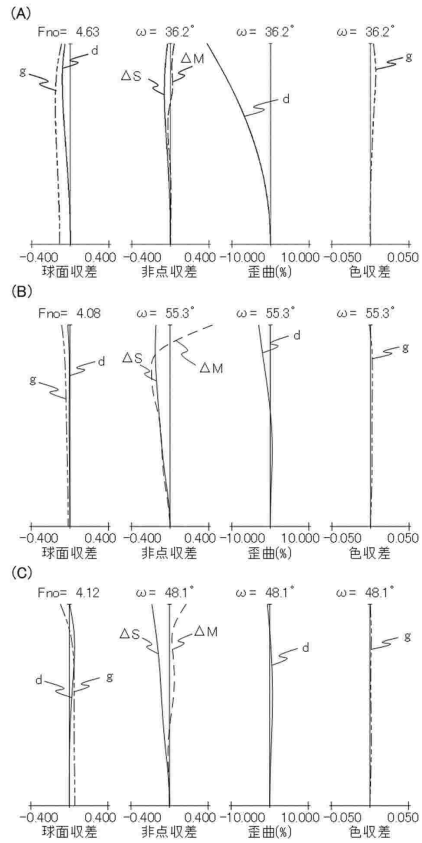 (A)
Fno= 4.63
ω= 36.2°
ω= 36.2°
ω= 36.2°
g
d
ΔS
ΔM
d
g
-0.400 0.400
-0.400 0.400
-10.000 10.000
-0.050 0.050
球面収差
非点収差
歪曲(%)
色収差
(B)
Fno= 4.08
ω= 55.3°
ω= 55.3°
ω= 55.3°
g
d
ΔS
ΔM
d
g
-0.400 0.400
-0.400 0.400
-10.000 10.000
-0.050 0.050
球面収差
非点収差
歪曲(%)
色収差
(C)
Fno= 4.12
ω= 48.1°
ω= 48.1°
ω= 48.1°
d
g
ΔS
ΔM
d
g
-0.400 0.400
-0.400 0.400
-10.000 10.000
-0.050 0.050
球面収差
非点収差
歪曲(%)
色収差